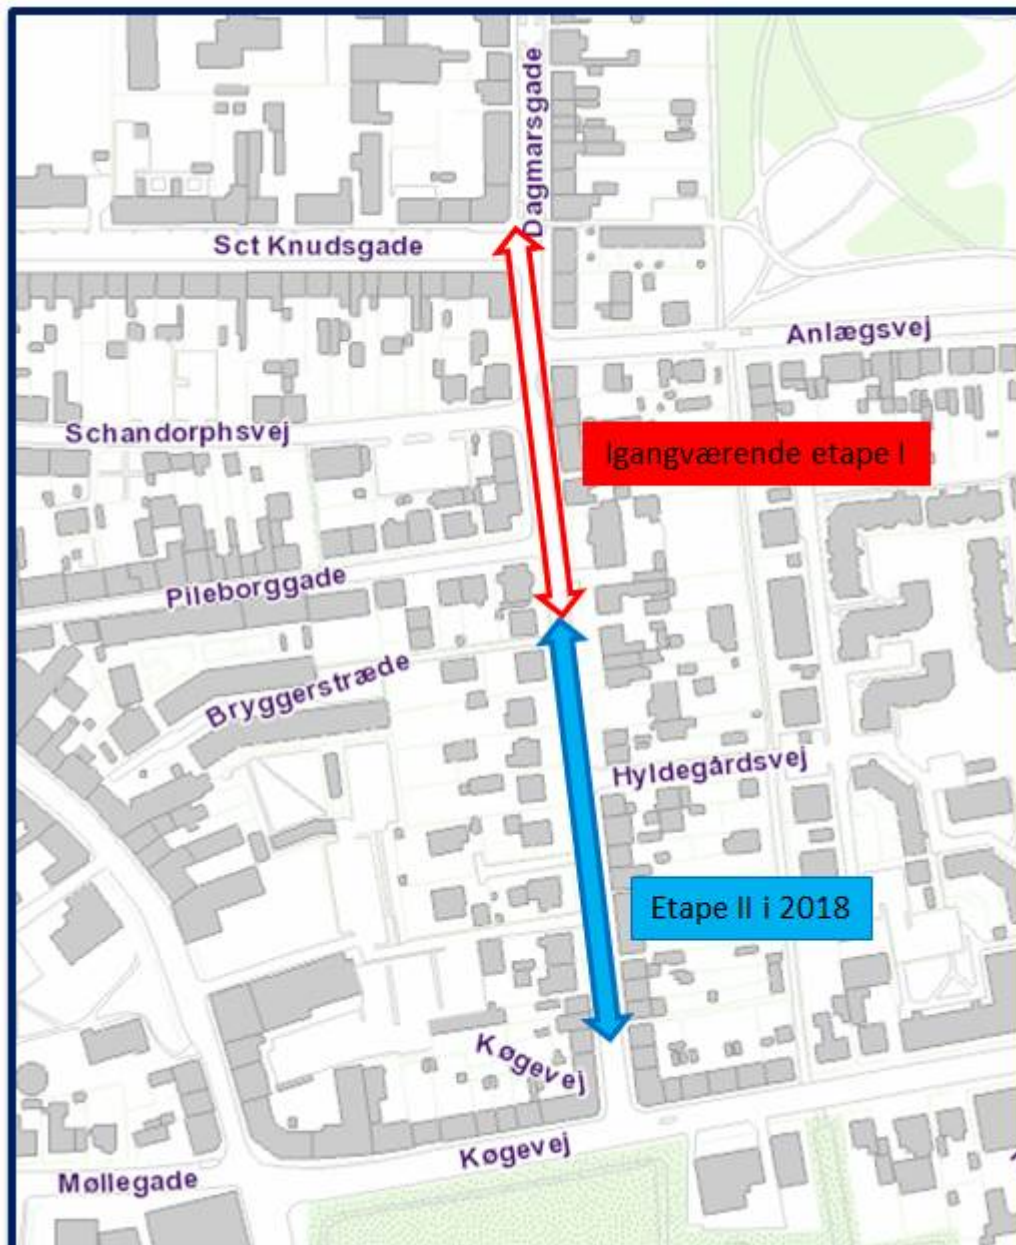 Dagmarsgade
Sct Knudsgade
Anlægsvej
Schandorphsvej
Igangværende etape I
Pileborggade
Bryggerstræde
Hyldegårdsvej
Etape II i 2018
Køgevej
Køgevej
Møllegade